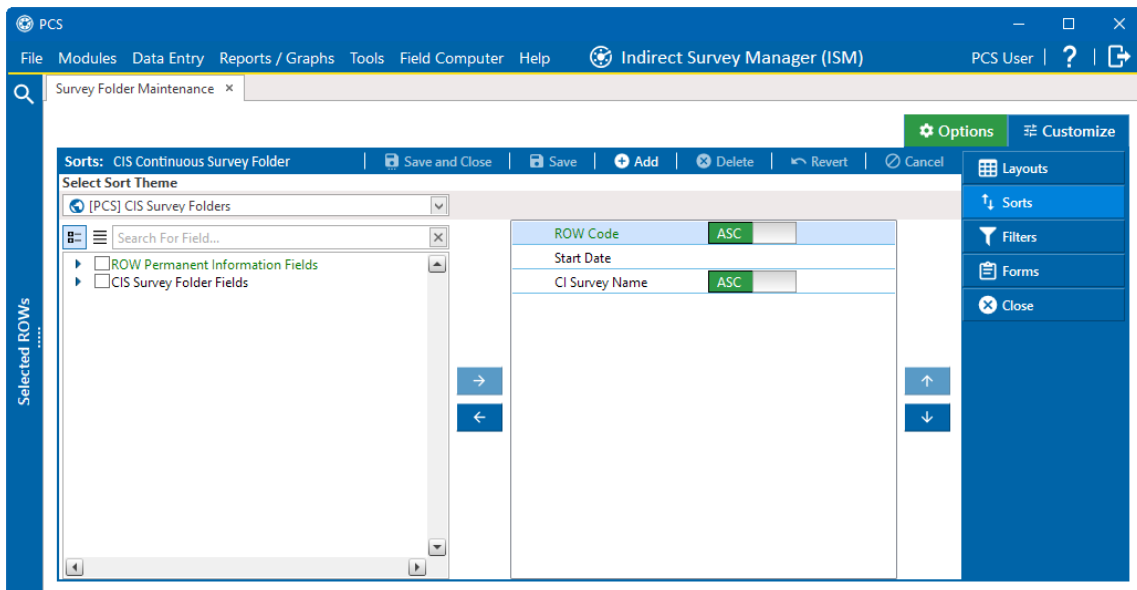 PCS
File Modules Data Entry Reports / Graphs Tools Field Computer Help Indirect Survey Manager (ISM) PCS User | ? |
Survey Folder Maintenance ×
Options Customize
Sorts: CIS Continuous Survey Folder | Save and Close | Save | Add | Delete | Revert | Cancel
Layouts
Select Sort Theme
[PCS] CIS Survey Folders
Sorts
Search For Field...
ROW Code ASC
Filters
ROW Permanent Information Fields
Start Date
CIS Survey Folder Fields
CI Survey Name ASC
Forms
Close
Selected ROWs